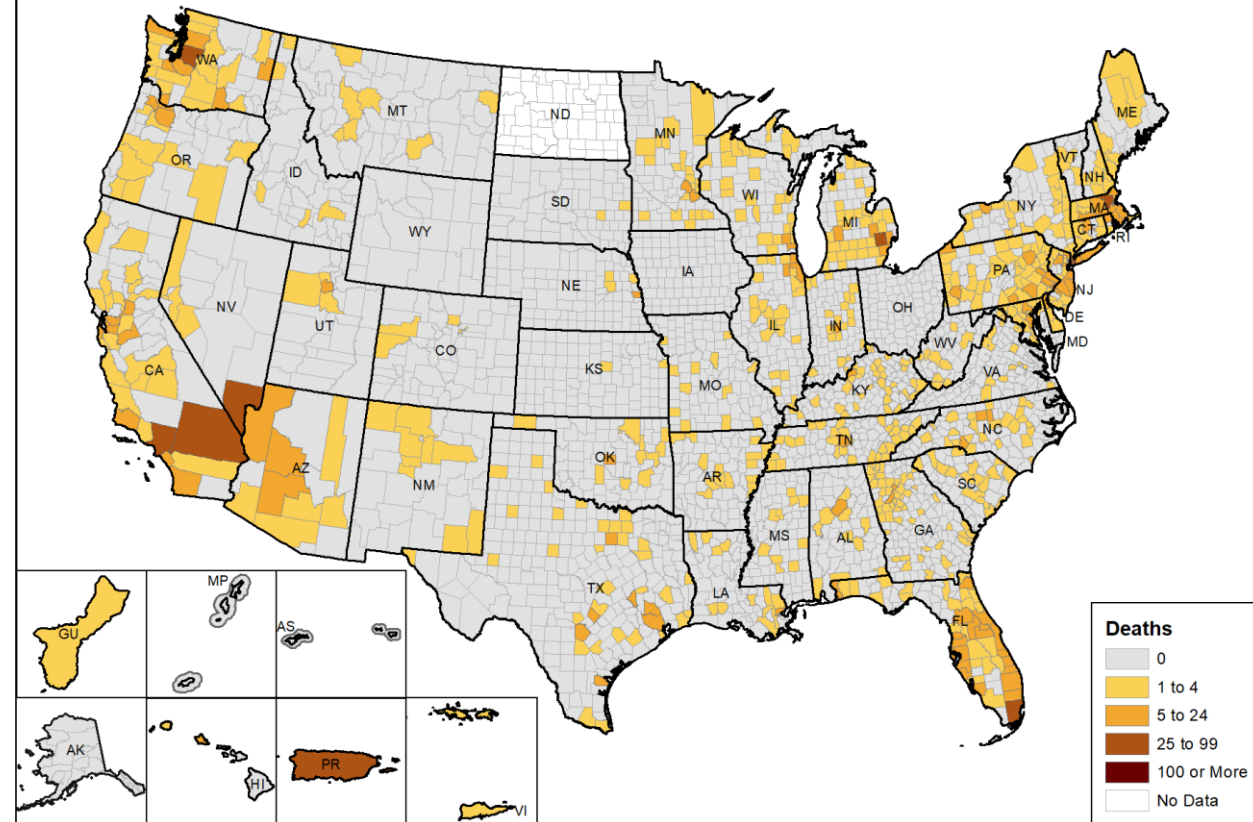 WA
MT
ND
MN
ME
OR
ID
SD
WI
MI
VT
NH
NY
MA
CT
RI
WY
IA
PA
NJ
NV
UT
NE
IL
IN
OH
DE
MD
CO
CA
KS
MO
KY
WV
VA
AZ
NM
OK
AR
TN
NC
SC
TX
LA
MS
AL
GA
FL
GU
MP
AS
AK
HI
PR
VI
Deaths
0
1 to 4
5 to 24
25 to 99
100 or More
No Data